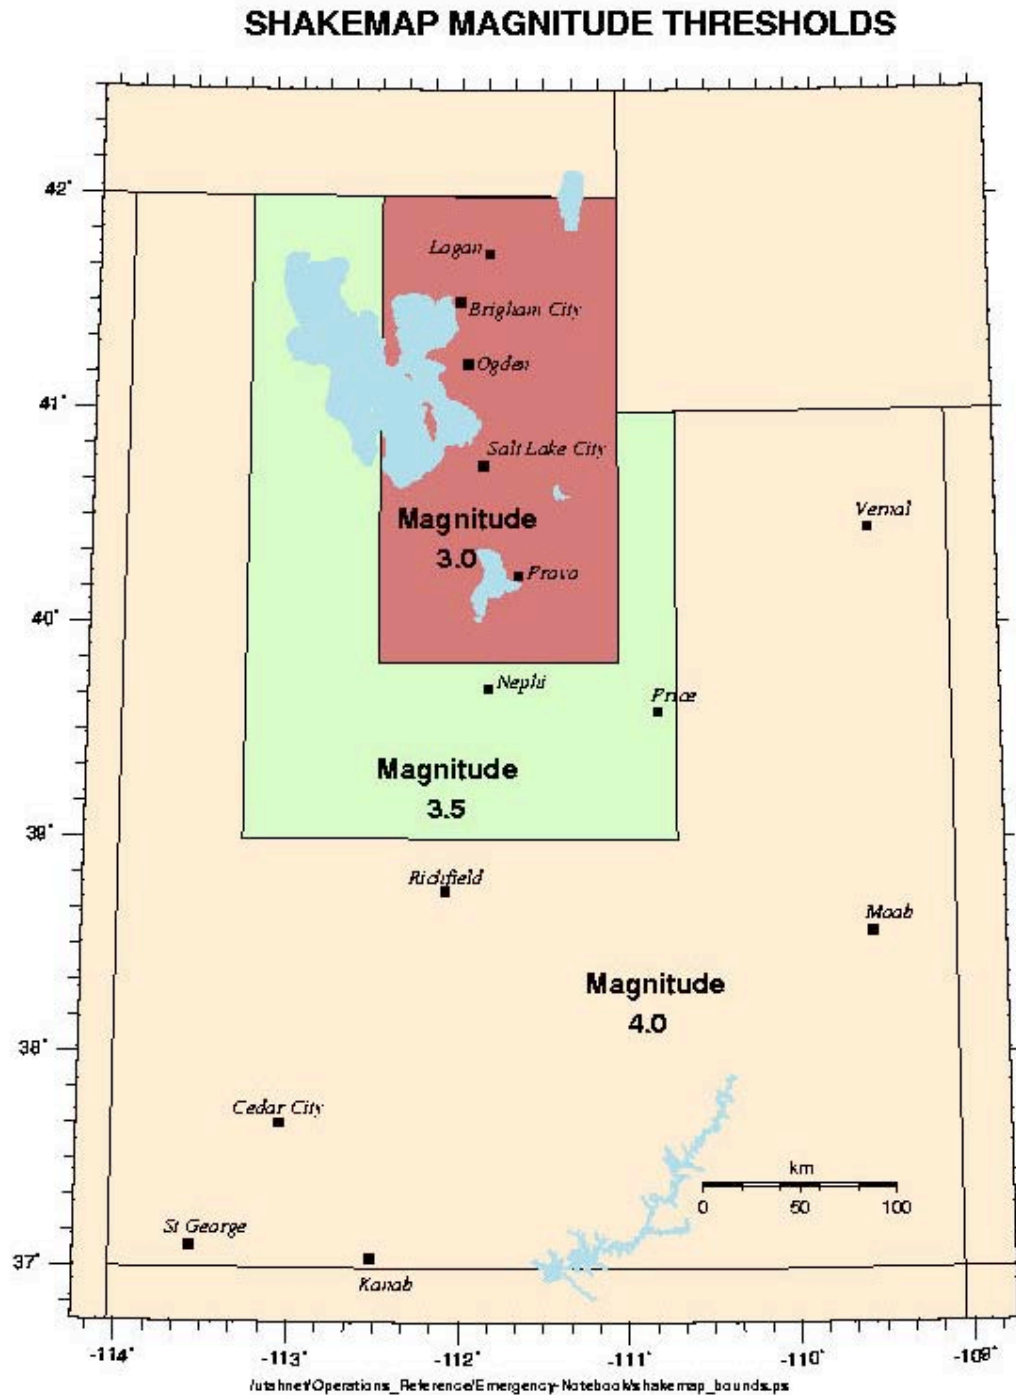 SHAKEMAP MAGNITUDE THRESHOLDS
42°
Logan
Brigham City
Ogden
41°
Salt Lake City
Vernal
Magnitude
3.0
Provo
40°
Nephi
Price
Magnitude
3.5
39°
Richfield
Moab
Magnitude
4.0
38°
Cedar City
km
0 50 100
St George
37°
Kanab
-114° -113° -112° -111° -110° -109°
/utahnet/Operations_Reference/Emergency-Notebook/shakemap_bounds.ps